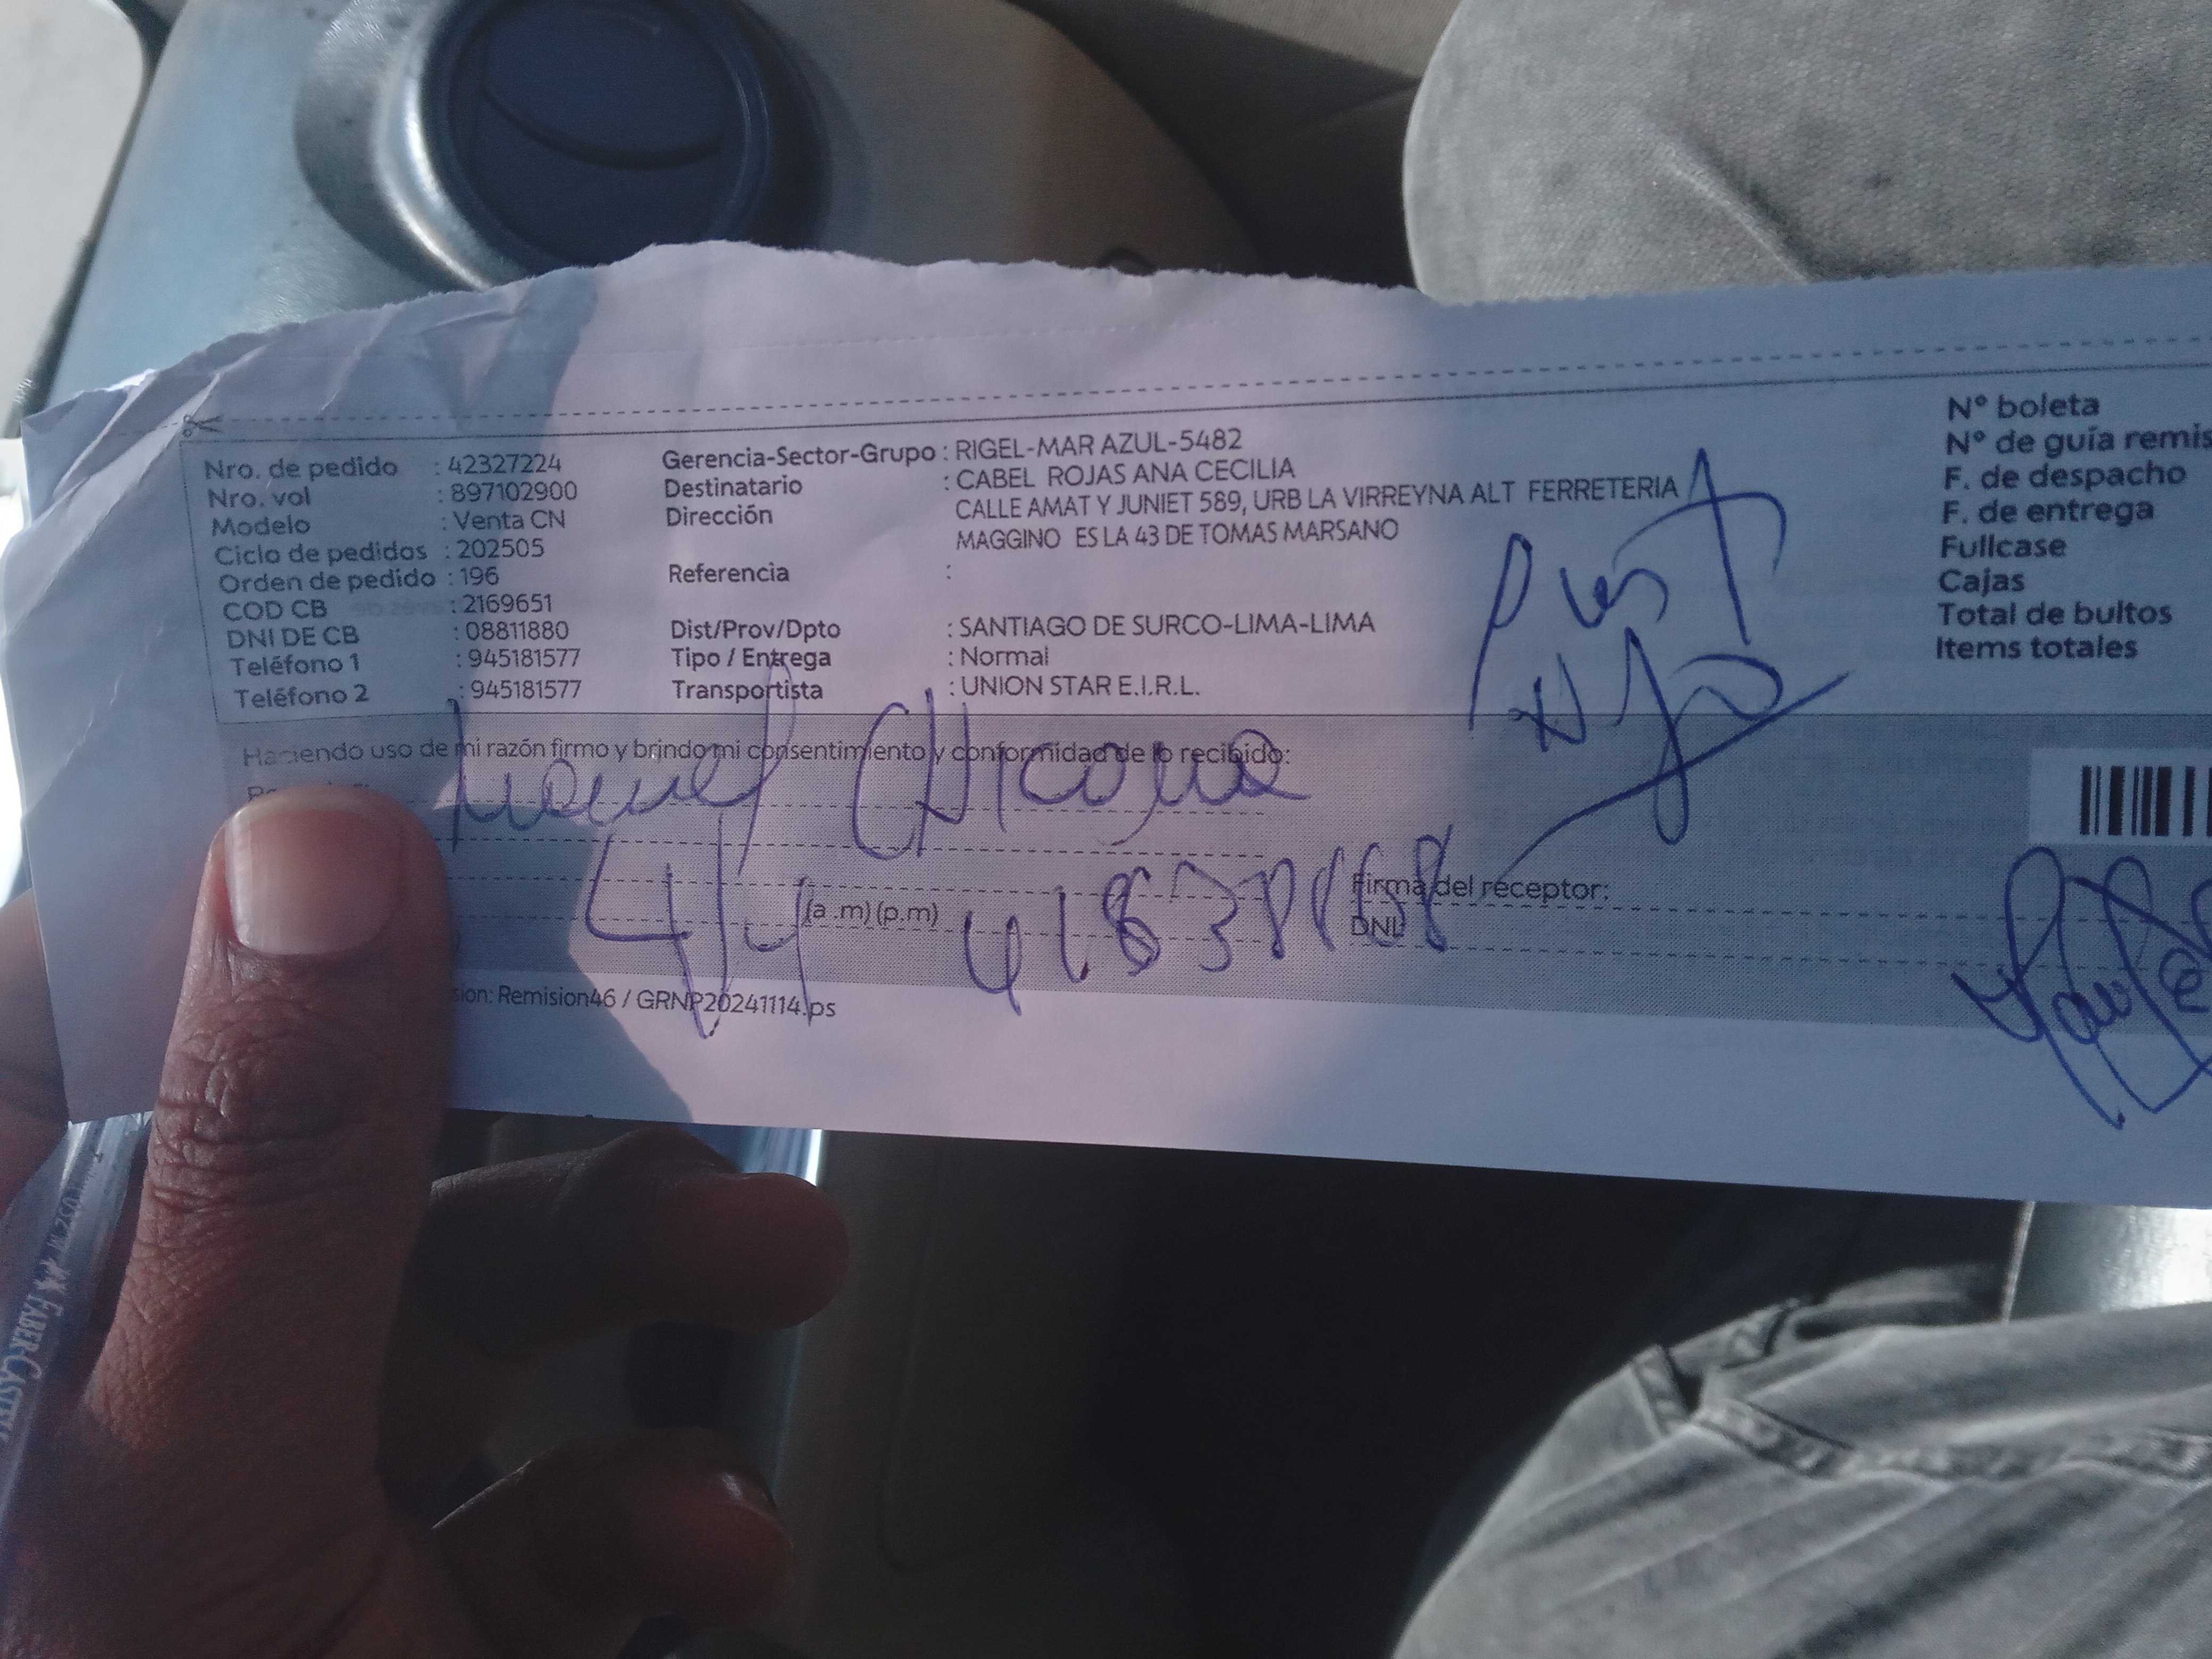 Nro. de pedido : 42327224
Nro. vol : 897102900
Modelo : Venta CN
Ciclo de pedidos : 202505
Orden de pedido : 196
COD CB : 2169651
DNI DE CB : 08811880
Teléfono 1 : 945181577
Teléfono 2 : 945181577
Gerencia-Sector-Grupo : RIGEL-MAR AZUL-5482
Destinatario : CABEL ROJAS ANA CECILIA
Dirección CALLE AMAT Y JUNIET 589, URB LA VIRREYNA ALT FERRETERIA
MAGGINO ES LA 43 DE TOMAS MARSANO
Referencia :
Dist/Prov/Dpto : SANTIAGO DE SURCO-LIMA-LIMA
Tipo / Entrega : Normal
Transportista : UNION STAR E.I.R.L.
N° boleta
N° de guía remis
F. de despacho
F. de entrega
Fullcase
Cajas
Total de bultos
Items totales
Haciendo uso de mi razón firmo y brindo mi consentimiento y conformidad de lo recibido:
4/4
(a .m) (p.m)
Firma del receptor:
DNI:
sion: Remision46 / GRNP20241114.ps
FABER-CASTELL